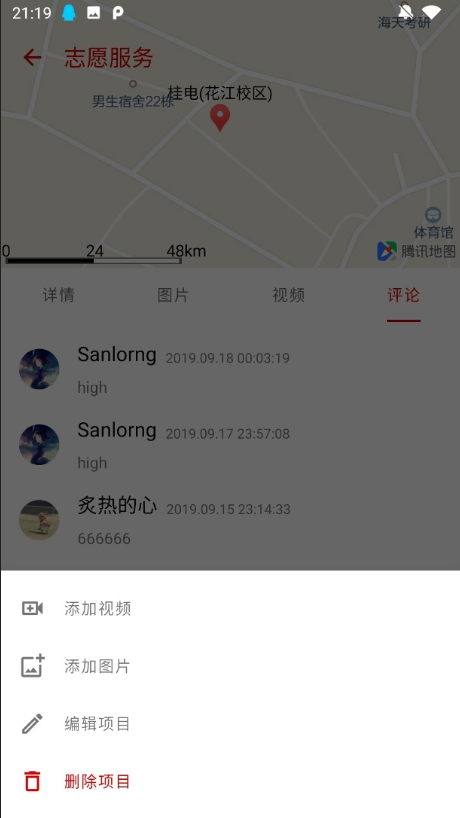 21:19
海天考研
志愿服务
桂电(花江校区)
男生宿舍22栋
体育馆
0 24 48km
腾讯地图
详情 图片 视频 评论
Sanlorng 2019.09.18 00:03:19
high
Sanlorng 2019.09.17 23:57:08
high
炙热的心 2019.09.15 23:14:33
666666
添加视频
添加图片
编辑项目
删除项目